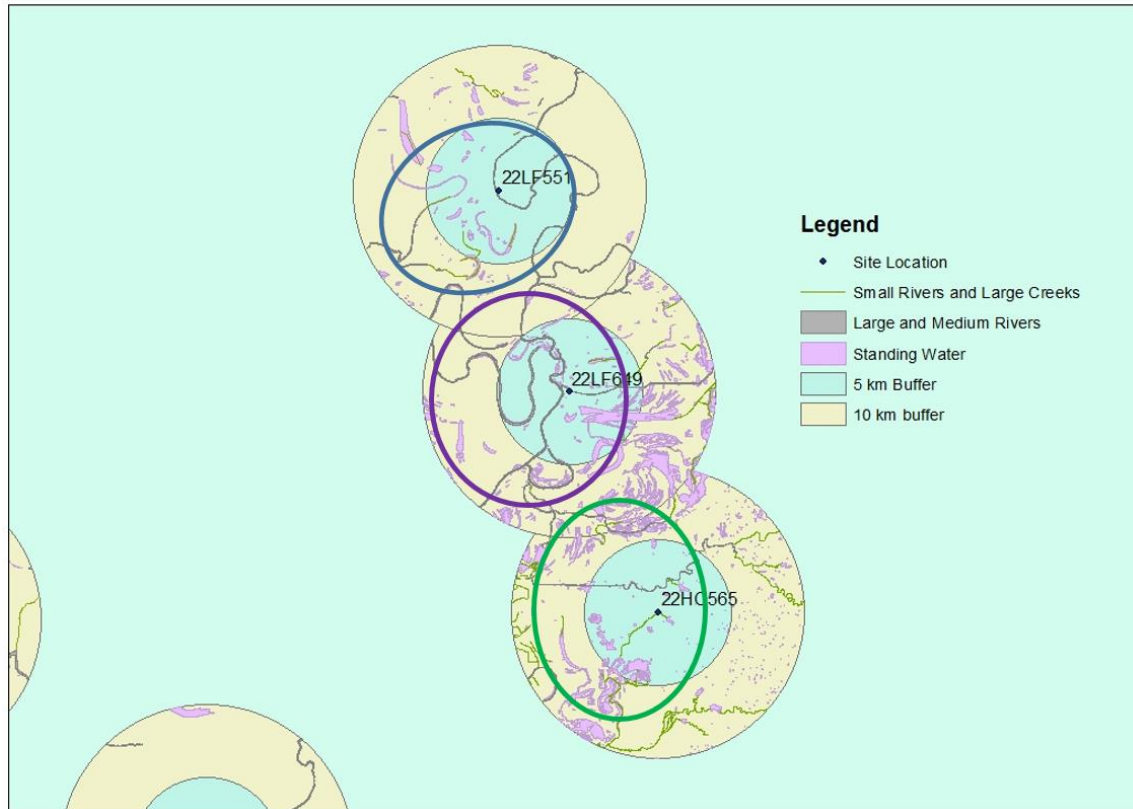 22LF551
22LF649
22HO565
Legend
Site Location
Small Rivers and Large Creeks
Large and Medium Rivers
Standing Water
5 km Buffer
10 km buffer